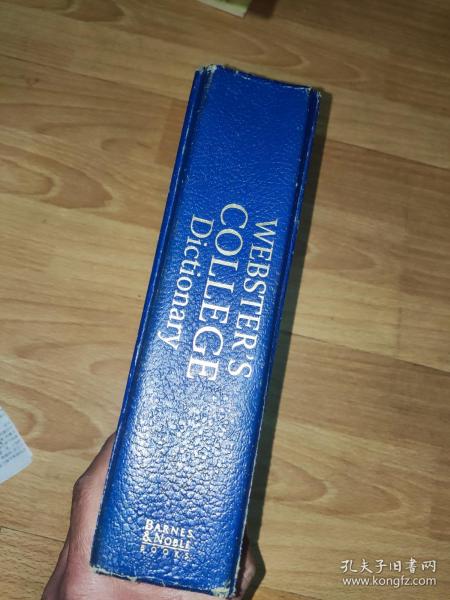 WEBSTER'S
COLLEGE
Dictionary
BARNES
& NOBLE
BOOKS
孔夫子旧书网
www.kongfz.com